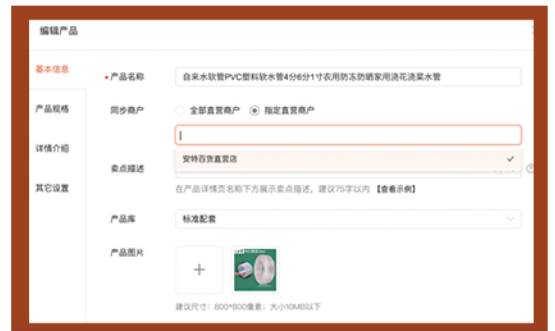 编辑产品
基本信息
产品规格
详情介绍
其它设置
*产品名称 自来水软管PVC塑料软水管4分6分1寸农用防冻防晒家用浇花浇菜水管
同步商户 全部直营商户 指定直营商户
安特百货直营店
卖点描述
在产品详情页名称下方展示卖点描述，建议75字以内 【查看示例】
产品库 标准配套
产品图片
建议尺寸：800*800像素；大小10MB以下